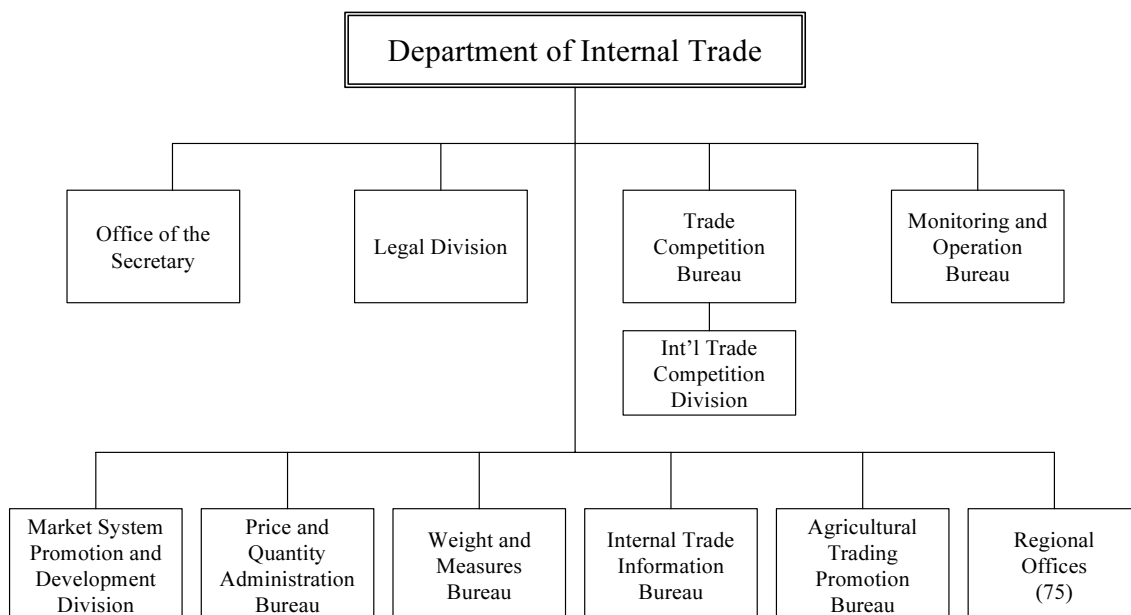 Department of Internal Trade
Office of the
Secretary
Legal Division
Trade
Competition
Bureau
Monitoring and
Operation
Bureau
Int'l Trade
Competition
Division
Market System
Promotion and
Development
Division
Price and
Quantity
Administration
Bureau
Weight and
Measures
Bureau
Internal Trade
Information
Bureau
Agricultural
Trading
Promotion
Bureau
Regional
Offices
(75)